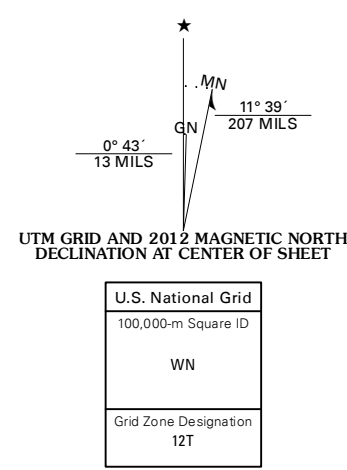 ★
MN
11° 39´
207 MILS
GN
0° 43´
13 MILS
UTM GRID AND 2012 MAGNETIC NORTH
DECLINATION AT CENTER OF SHEET
U.S. National Grid
100,000-m Square ID
WN
Grid Zone Designation
12T